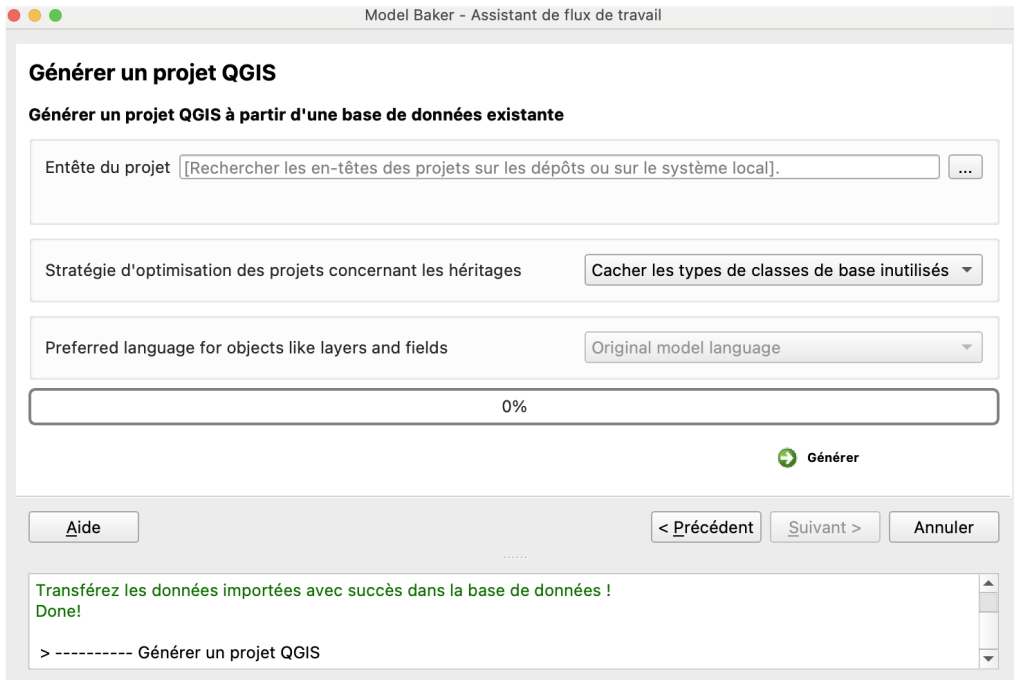 Model Baker - Assistant de flux de travail
Générer un projet QGIS
Générer un projet QGIS à partir d'une base de données existante
Entête du projet [Rechercher les en-têtes des projets sur les dépôts ou sur le système local]. ...
Stratégie d'optimisation des projets concernant les héritages Cacher les types de classes de base inutilisés
Preferred language for objects like layers and fields Original model language
0%
Générer
Aide < Précédent Suivant > Annuler
Transférez les données importées avec succès dans la base de données !
Done!
> ---------- Générer un projet QGIS